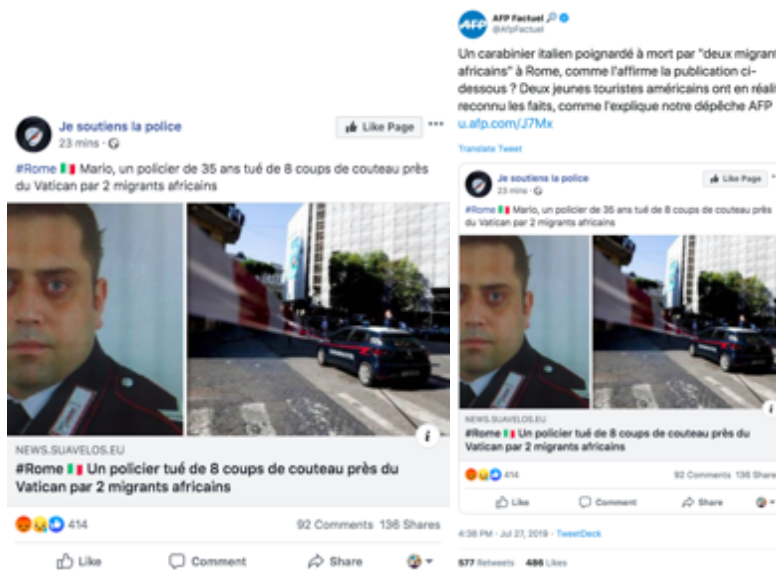 Je soutiens la police
23 mins
Like Page
#Rome 🇮🇹 Mario, un policier de 35 ans tué de 8 coups de couteau près
du Vatican par 2 migrants africains
NEWS.SUAVELOS.EU
#Rome 🇮🇹 Un policier tué de 8 coups de couteau près du
Vatican par 2 migrants africains
414
92 Comments 136 Shares
Like Comment Share
AFP
AFP Factuel 🔎
@AfpFactuel
Un carabinier italien poignardé à mort par "deux migrant
africains" à Rome, comme l'affirme la publication ci-
dessous ? Deux jeunes touristes américains ont en réali
reconnu les faits, comme l'explique notre dépêche AFP
u.afp.com/J7Mx
Translate Tweet
Je soutiens la police
23 mins
Like Page
#Rome 🇮🇹 Mario, un policier de 35 ans tué de 8 coups de couteau près
du Vatican par 2 migrants africains
NEWS.SUAVELOS.EU
#Rome 🇮🇹 Un policier tué de 8 coups de couteau près du
Vatican par 2 migrants africains
414
92 Comments 136 Share
Like Comment Share
4:36 PM · Jul 27, 2019 · TweetDeck
577 Retweets 486 Likes